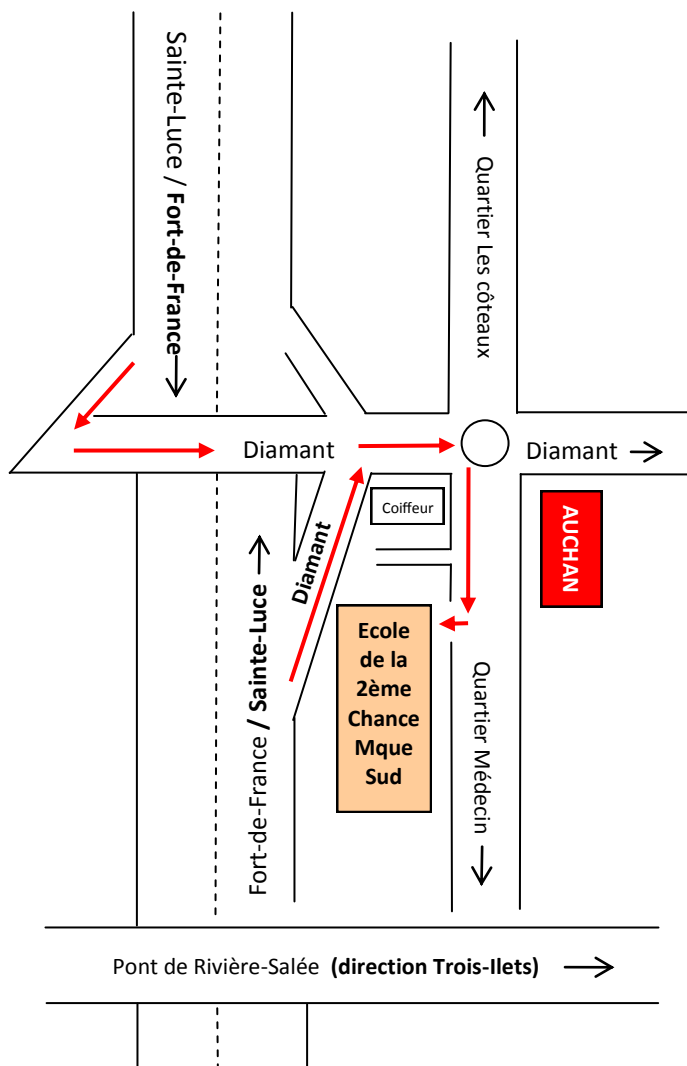 Sainte-Luce / Fort-de-France
Quartier Les côteaux
Diamant
Diamant
Coiffeur
AUCHAN
Diamant
Fort-de-France / Sainte-Luce
Ecole
de la
2ème
Chance
Mque
Sud
Quartier Médecin
Pont de Rivière-Salée (direction Trois-Ilets)